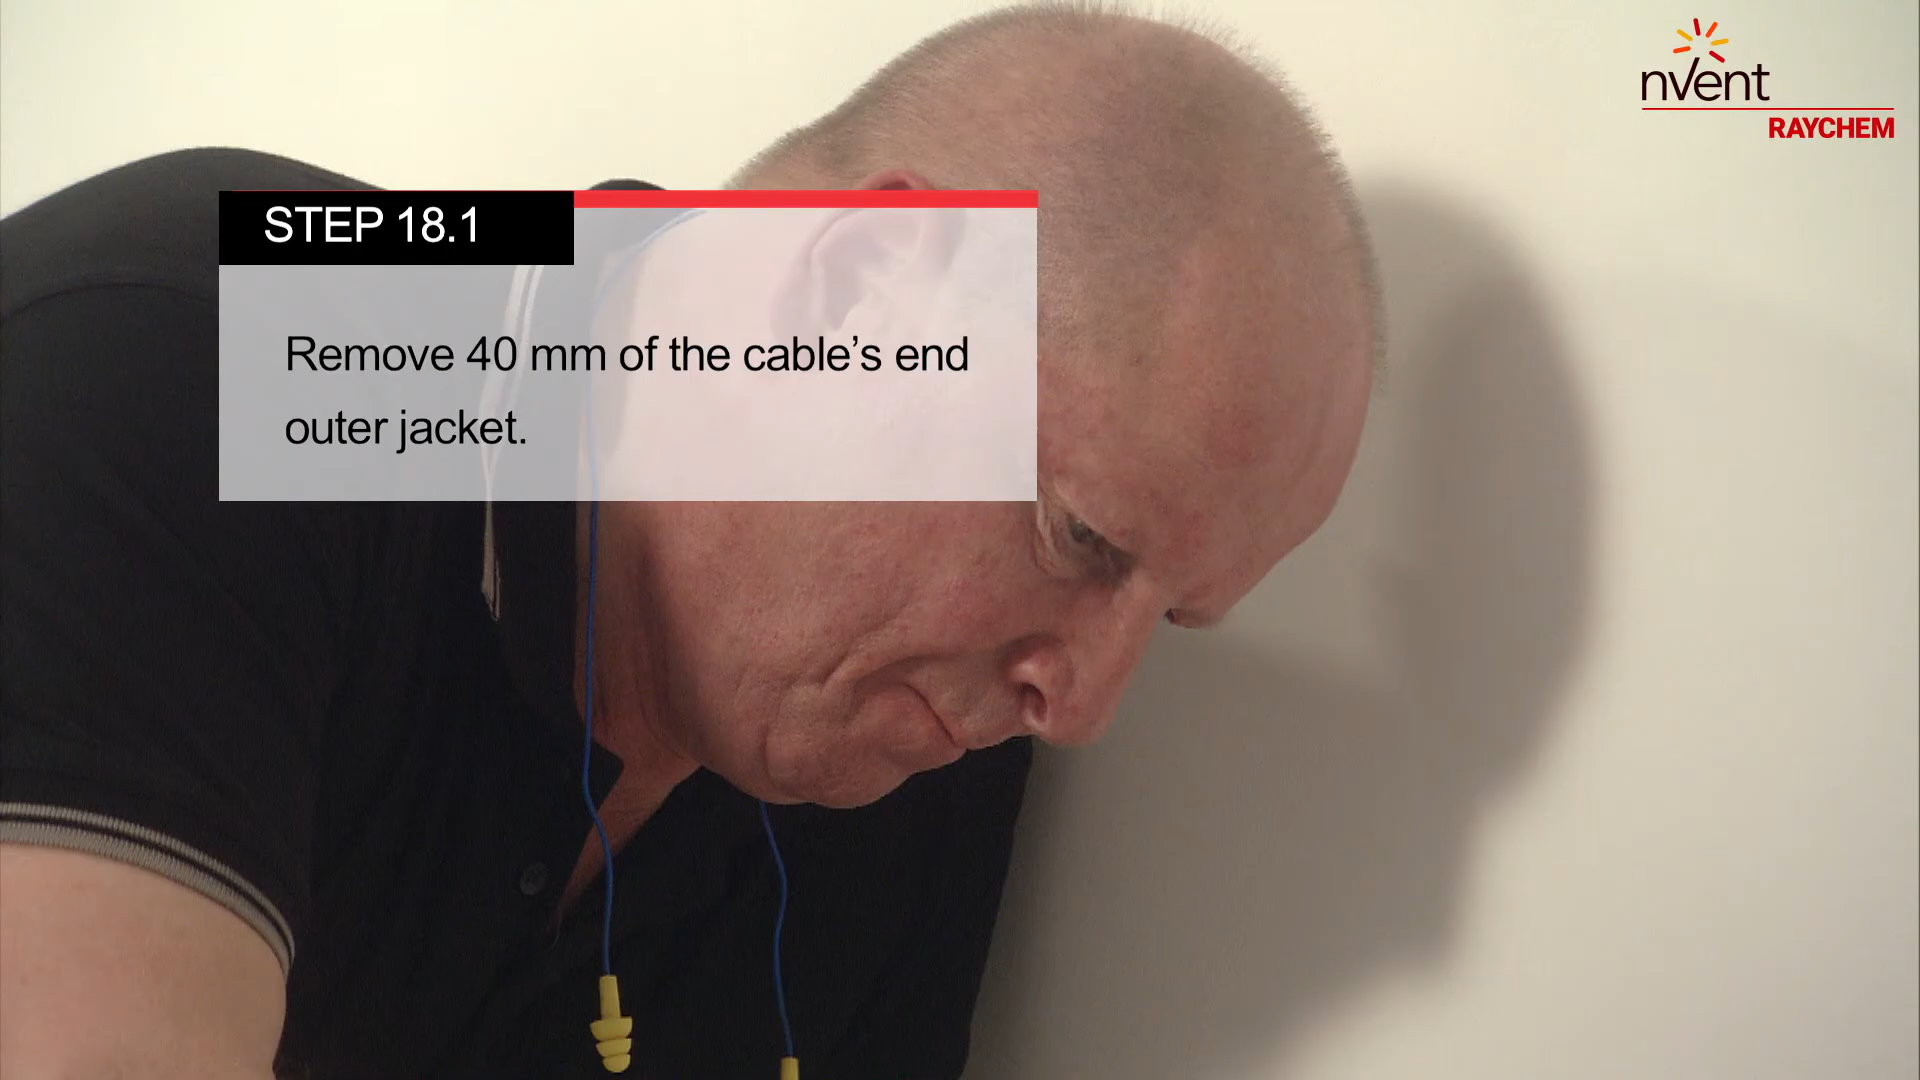 nvent
RAYCHEM
STEP 18.1
Remove 40 mm of the cable’s end
outer jacket.